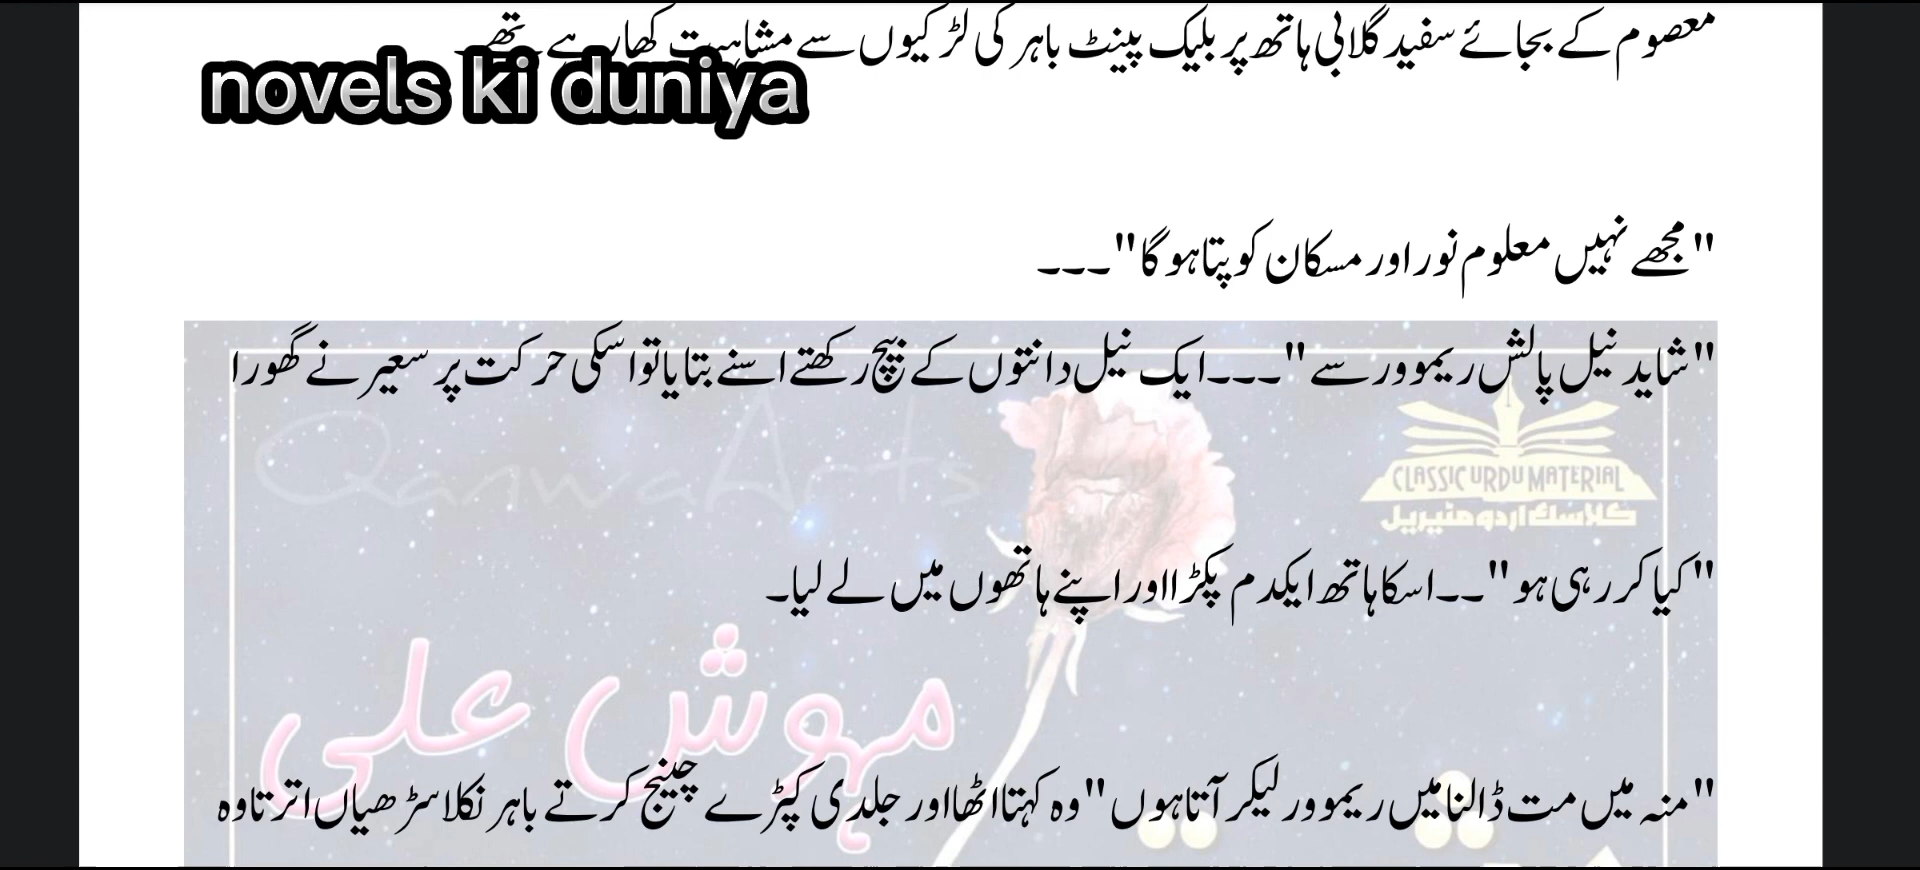 معصوم کے بجائے سفید گلابی ہاتھ پر بلیک پینٹ باہر کی لڑکیوں سے مشابہت کھا رہے تھے
novels ki duniya
"مجھے نہیں معلوم نور اور مسکان کو پتا ہوگا"۔۔۔۔
"شاید نیل پالش ریموور سے"۔۔۔۔ ایک نیل دانتوں کے بیچ رکھتے اسنے بتایا تو اسکی حرکت پر سعیر نے گھورا
QanwaArts
CLASSIC URDU MATERIAL
کلاسک اردو مٹیریل
"کیا کر رہی ہو"۔۔ اسکا ہاتھ ایکدم پکڑا اور اپنے ہاتھوں میں لے لیا۔
مہوش علی
"منہ میں مت ڈالنا میں ریموور لیکر آتا ہوں" وہ کہتا اٹھا اور جلدی کپڑے چینج کرتے باہر نکلا سڑھیاں اترتا وہ